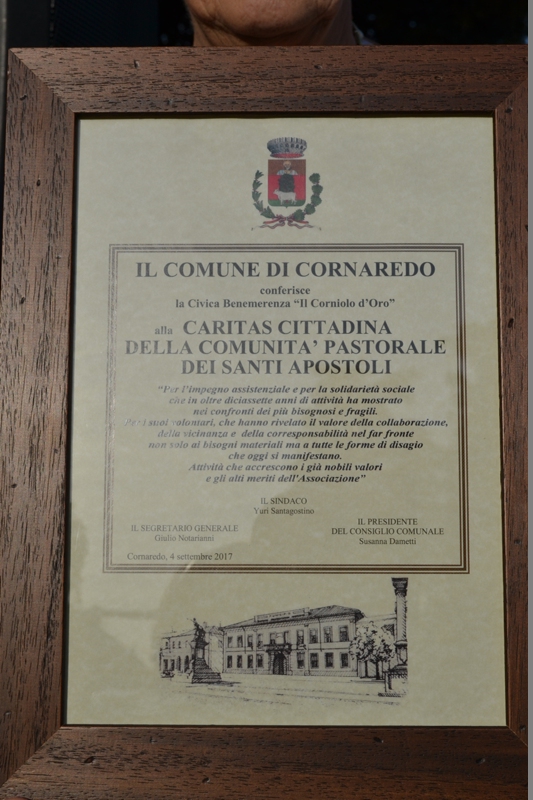 IL COMUNE DI CORNAREDO
conferisce
la Civica Benemerenza "Il Corniolo d'Oro"
alla CARITAS CITTADINA
DELLA COMUNITA' PASTORALE
DEI SANTI APOSTOLI
"Per l'impegno assistenziale e per la solidarietà sociale
che in oltre diciassette anni di attività ha mostrato
nei confronti dei più bisognosi e fragili.
Per i suoi volontari, che hanno rivelato il valore della collaborazione,
della vicinanza e della corresponsabilità nel far fronte
non solo ai bisogni materiali ma a tutte le forme di disagio
che oggi si manifestano.
Attività che accrescono i già nobili valori
e gli alti meriti dell'Associazione"
IL SINDACO
Yuri Santagostino
IL SEGRETARIO GENERALE
Giulio Notarianni
IL PRESIDENTE
DEL CONSIGLIO COMUNALE
Susanna Dametti
Cornaredo, 4 settembre 2017